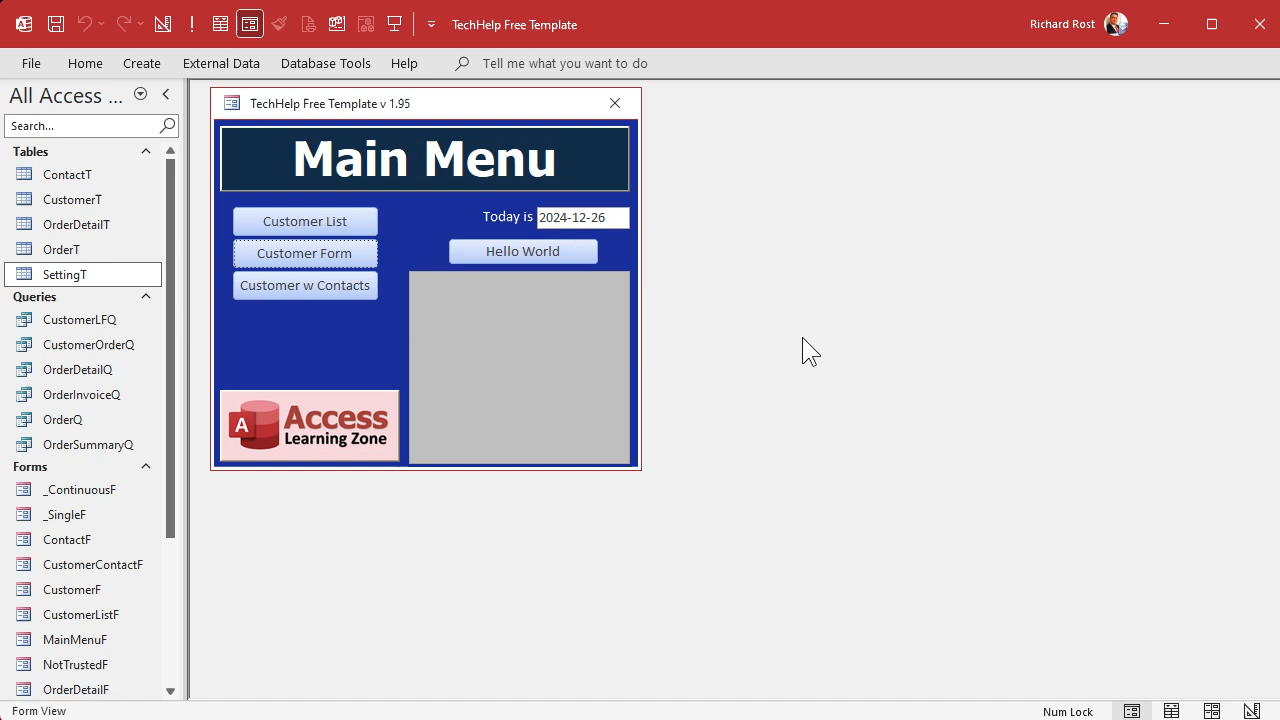 TechHelp Free Template
Richard Rost
File Home Create External Data Database Tools Help Tell me what you want to do
All Access ...
Search...
Tables
ContactT
CustomerT
OrderDetailT
OrderT
SettingT
Queries
CustomerLFQ
CustomerOrderQ
OrderDetailQ
OrderInvoiceQ
OrderQ
OrderSummaryQ
Forms
_ContinuousF
_SingleF
ContactF
CustomerContactF
CustomerF
CustomerListF
MainMenuF
NotTrustedF
OrderDetailF
TechHelp Free Template v 1.95
Main Menu
Customer List
Customer Form
Customer w Contacts
Today is 2024-12-26
Hello World
A
Access
Learning Zone
Form View
Num Lock